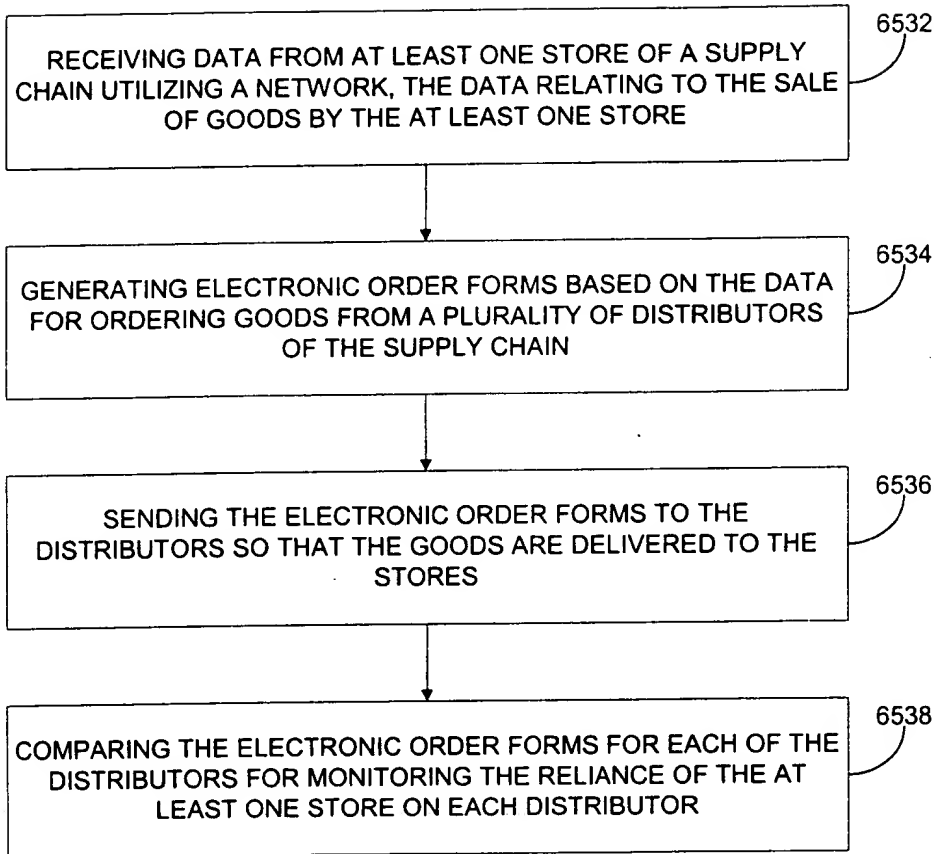 6532
RECEIVING DATA FROM AT LEAST ONE STORE OF A SUPPLY
CHAIN UTILIZING A NETWORK, THE DATA RELATING TO THE SALE
OF GOODS BY THE AT LEAST ONE STORE
6534
GENERATING ELECTRONIC ORDER FORMS BASED ON THE DATA
FOR ORDERING GOODS FROM A PLURALITY OF DISTRIBUTORS
OF THE SUPPLY CHAIN
6536
SENDING THE ELECTRONIC ORDER FORMS TO THE
DISTRIBUTORS SO THAT THE GOODS ARE DELIVERED TO THE
STORES
6538
COMPARING THE ELECTRONIC ORDER FORMS FOR EACH OF THE
DISTRIBUTORS FOR MONITORING THE RELIANCE OF THE AT
LEAST ONE STORE ON EACH DISTRIBUTOR